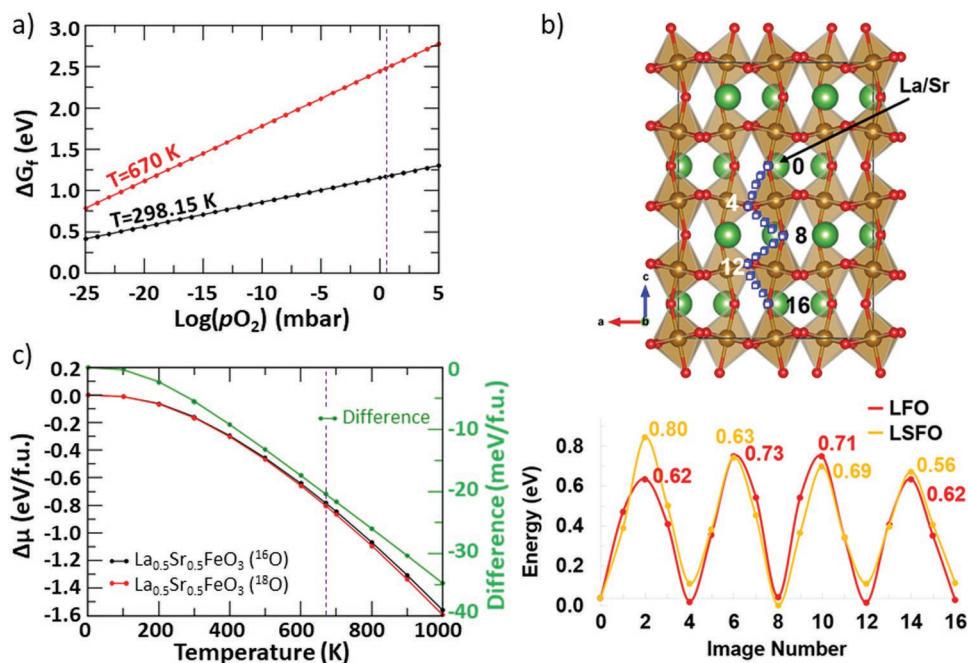 a)
3.0
2.5
2.0
1.5
1.0
0.5
0.0
ΔG_f (eV)
T=670 K
T=298.15 K
-25 -20 -15 -10 -5 0 5
Log(pO₂) (mbar)
b)
La/Sr
0
4
8
12
16
c
a b
c)
0.2
0.0
-0.2
-0.4
-0.6
-0.8
-1.0
-1.2
-1.4
-1.6
Δμ (eV/f.u.)
Difference
La₀.₅Sr₀.₅FeO₃ (¹⁶O)
La₀.₅Sr₀.₅FeO₃ (¹⁸O)
0
-10
-20
-30
-40
Difference (meV/f.u.)
0 200 400 600 800 1000
Temperature (K)
LFO
LSFO
0.8
0.6
0.4
0.2
0.0
Energy (eV)
0.80 0.63 0.73 0.71 0.69 0.56
0.62 0.62
0 2 4 6 8 10 12 14 16
Image Number